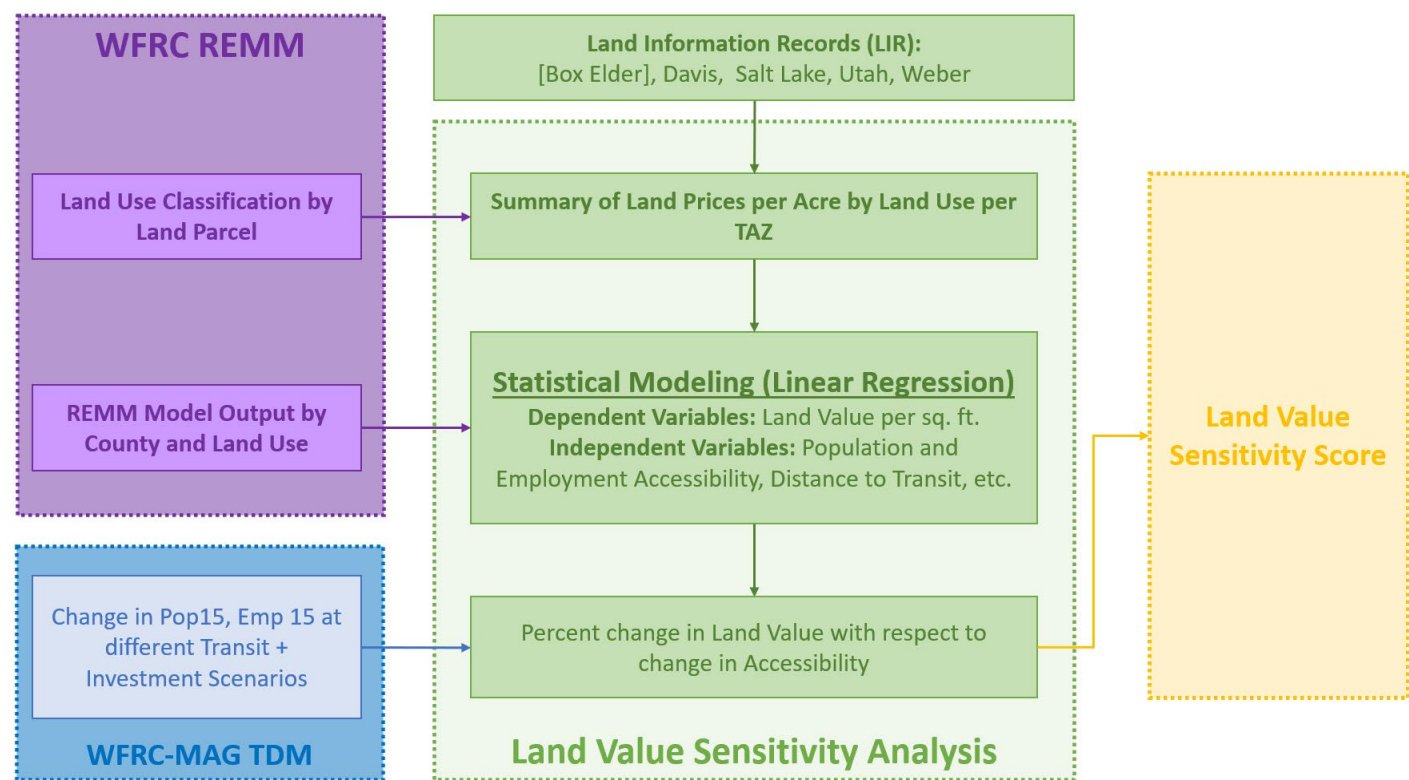 WFRC REMM
Land Use Classification by
Land Parcel
REMM Model Output by
County and Land Use
Change in Pop15, Emp 15 at
different Transit +
Investment Scenarios
WFRC-MAG TDM
Land Information Records (LIR):
[Box Elder], Davis, Salt Lake, Utah, Weber
Summary of Land Prices per Acre by Land Use per
TAZ
Statistical Modeling (Linear Regression)
Dependent Variables: Land Value per sq. ft.
Independent Variables: Population and
Employment Accessibility, Distance to Transit, etc.
Percent change in Land Value with respect to
change in Accessibility
Land Value Sensitivity Analysis
Land Value
Sensitivity Score